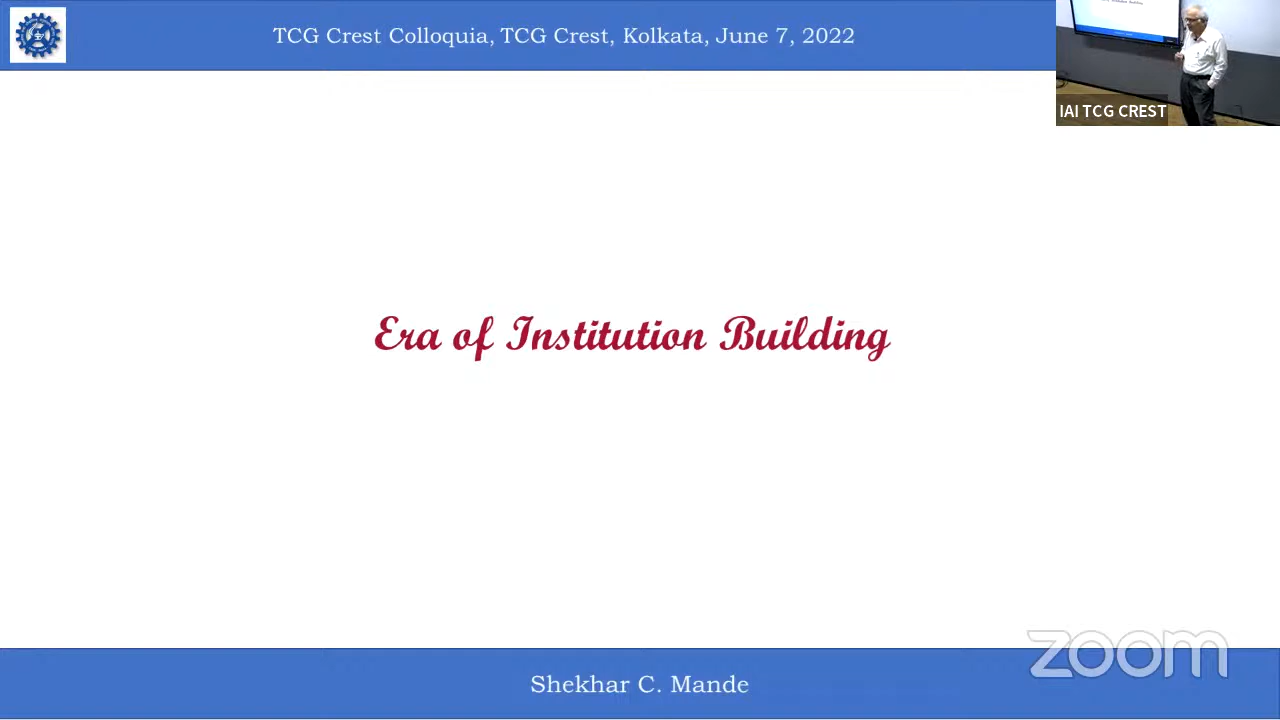 TCG Crest Colloquia, TCG Crest, Kolkata, June 7, 2022
IAI TCG CREST
Era of Institution Building
zoom
Shekhar C. Mande